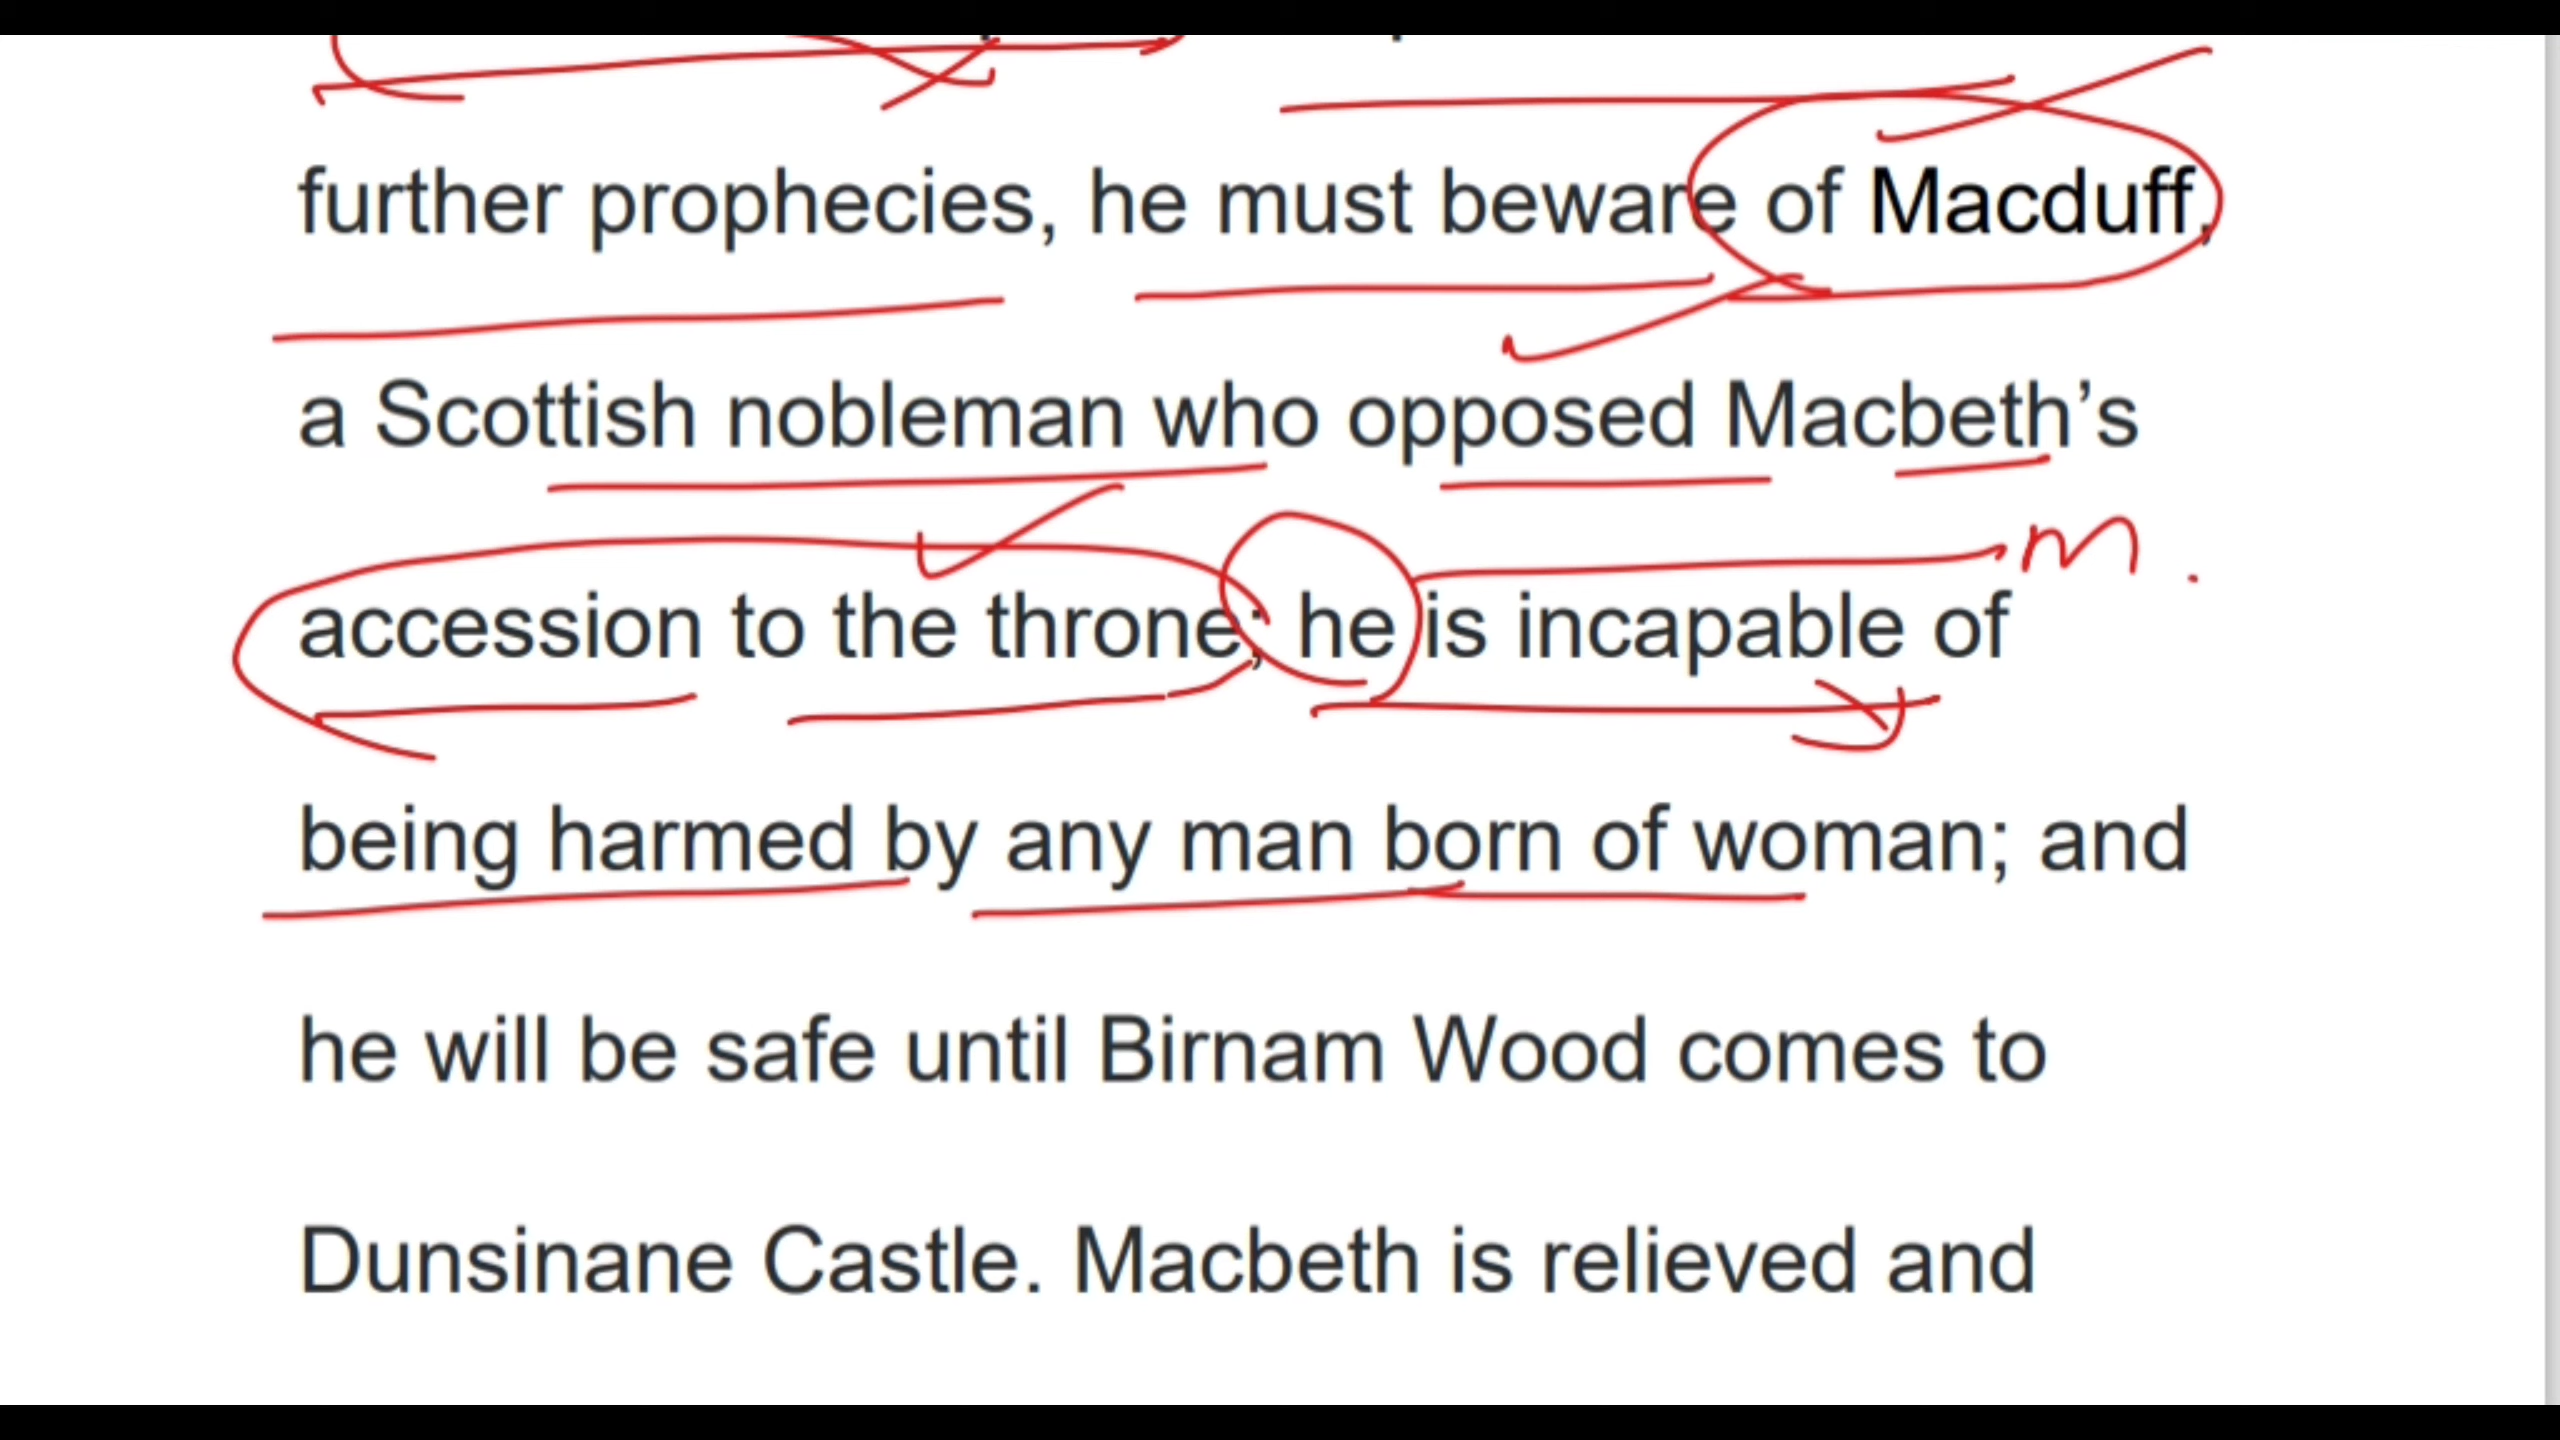 further prophecies, he must beware of Macduff,
a Scottish nobleman who opposed Macbeth’s
accession to the throne; he is incapable of
m.
being harmed by any man born of woman; and
he will be safe until Birnam Wood comes to
Dunsinane Castle. Macbeth is relieved and